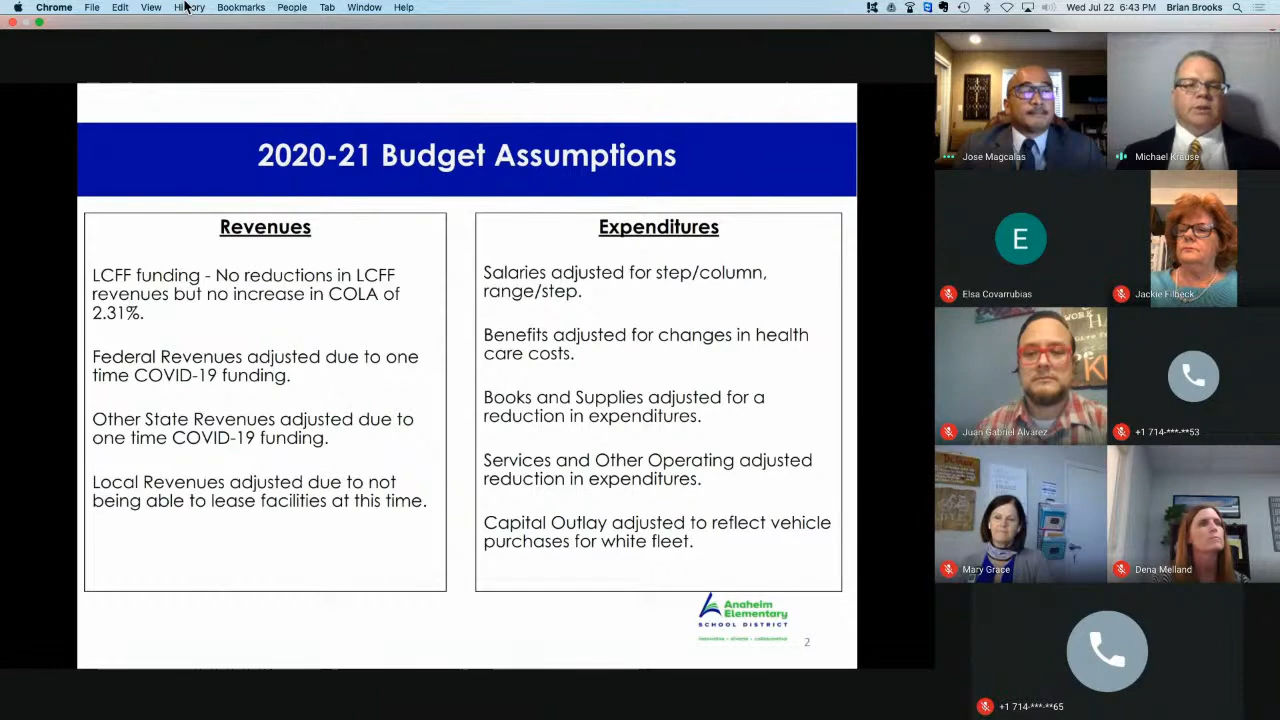 Chrome File Edit View History Bookmarks People Tab Window Help
Wed Jul 22 6:43 PM Brian Brooks
2020-21 Budget Assumptions
Revenues
LCFF funding - No reductions in LCFF
revenues but no increase in COLA of
2.31%.
Federal Revenues adjusted due to one
time COVID-19 funding.
Other State Revenues adjusted due to
one time COVID-19 funding.
Local Revenues adjusted due to not
being able to lease facilities at this time.
Expenditures
Salaries adjusted for step/column,
range/step.
Benefits adjusted for changes in health
care costs.
Books and Supplies adjusted for a
reduction in expenditures.
Services and Other Operating adjusted
reduction in expenditures.
Capital Outlay adjusted to reflect vehicle
purchases for white fleet.
Anaheim
Elementary
SCHOOL DISTRICT
2
Jose Magcalas
Michael Krause
E
Elsa Covarrubias
Jackie Filbeck
WORK
Juan Gabriel Alvarez
+1 714-***-**53
Mary Grace
Dena Melland
+1 714-***-**65